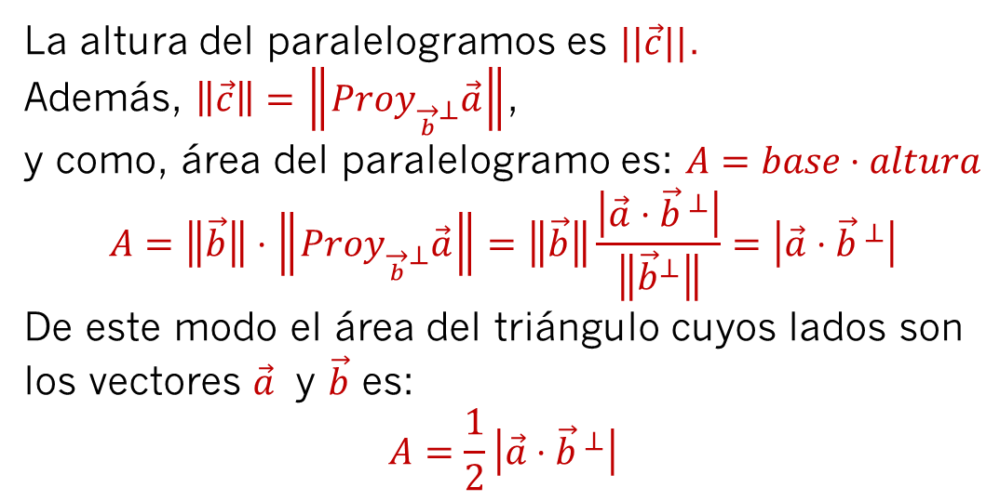 La altura del paralelogramos es $||\vec{c}||.$
Además, $\|\vec{c}\| = \left\|Proy_{\vec{b}^{\perp}}\vec{a}\right\|$,
y como, área del paralelogramo es: $A = base \cdot altura$
$A = \|\vec{b}\| \cdot \left\|Proy_{\vec{b}^{\perp}}\vec{a}\right\| = \|\vec{b}\| \frac{|\vec{a} \cdot \vec{b}^{\perp}|}{\|\vec{b}^{\perp}\|} = |\vec{a} \cdot \vec{b}^{\perp}|$
De este modo el área del triángulo cuyos lados son
los vectores $\vec{a}$ y $\vec{b}$ es:
$A = \frac{1}{2} |\vec{a} \cdot \vec{b}^{\perp}|$